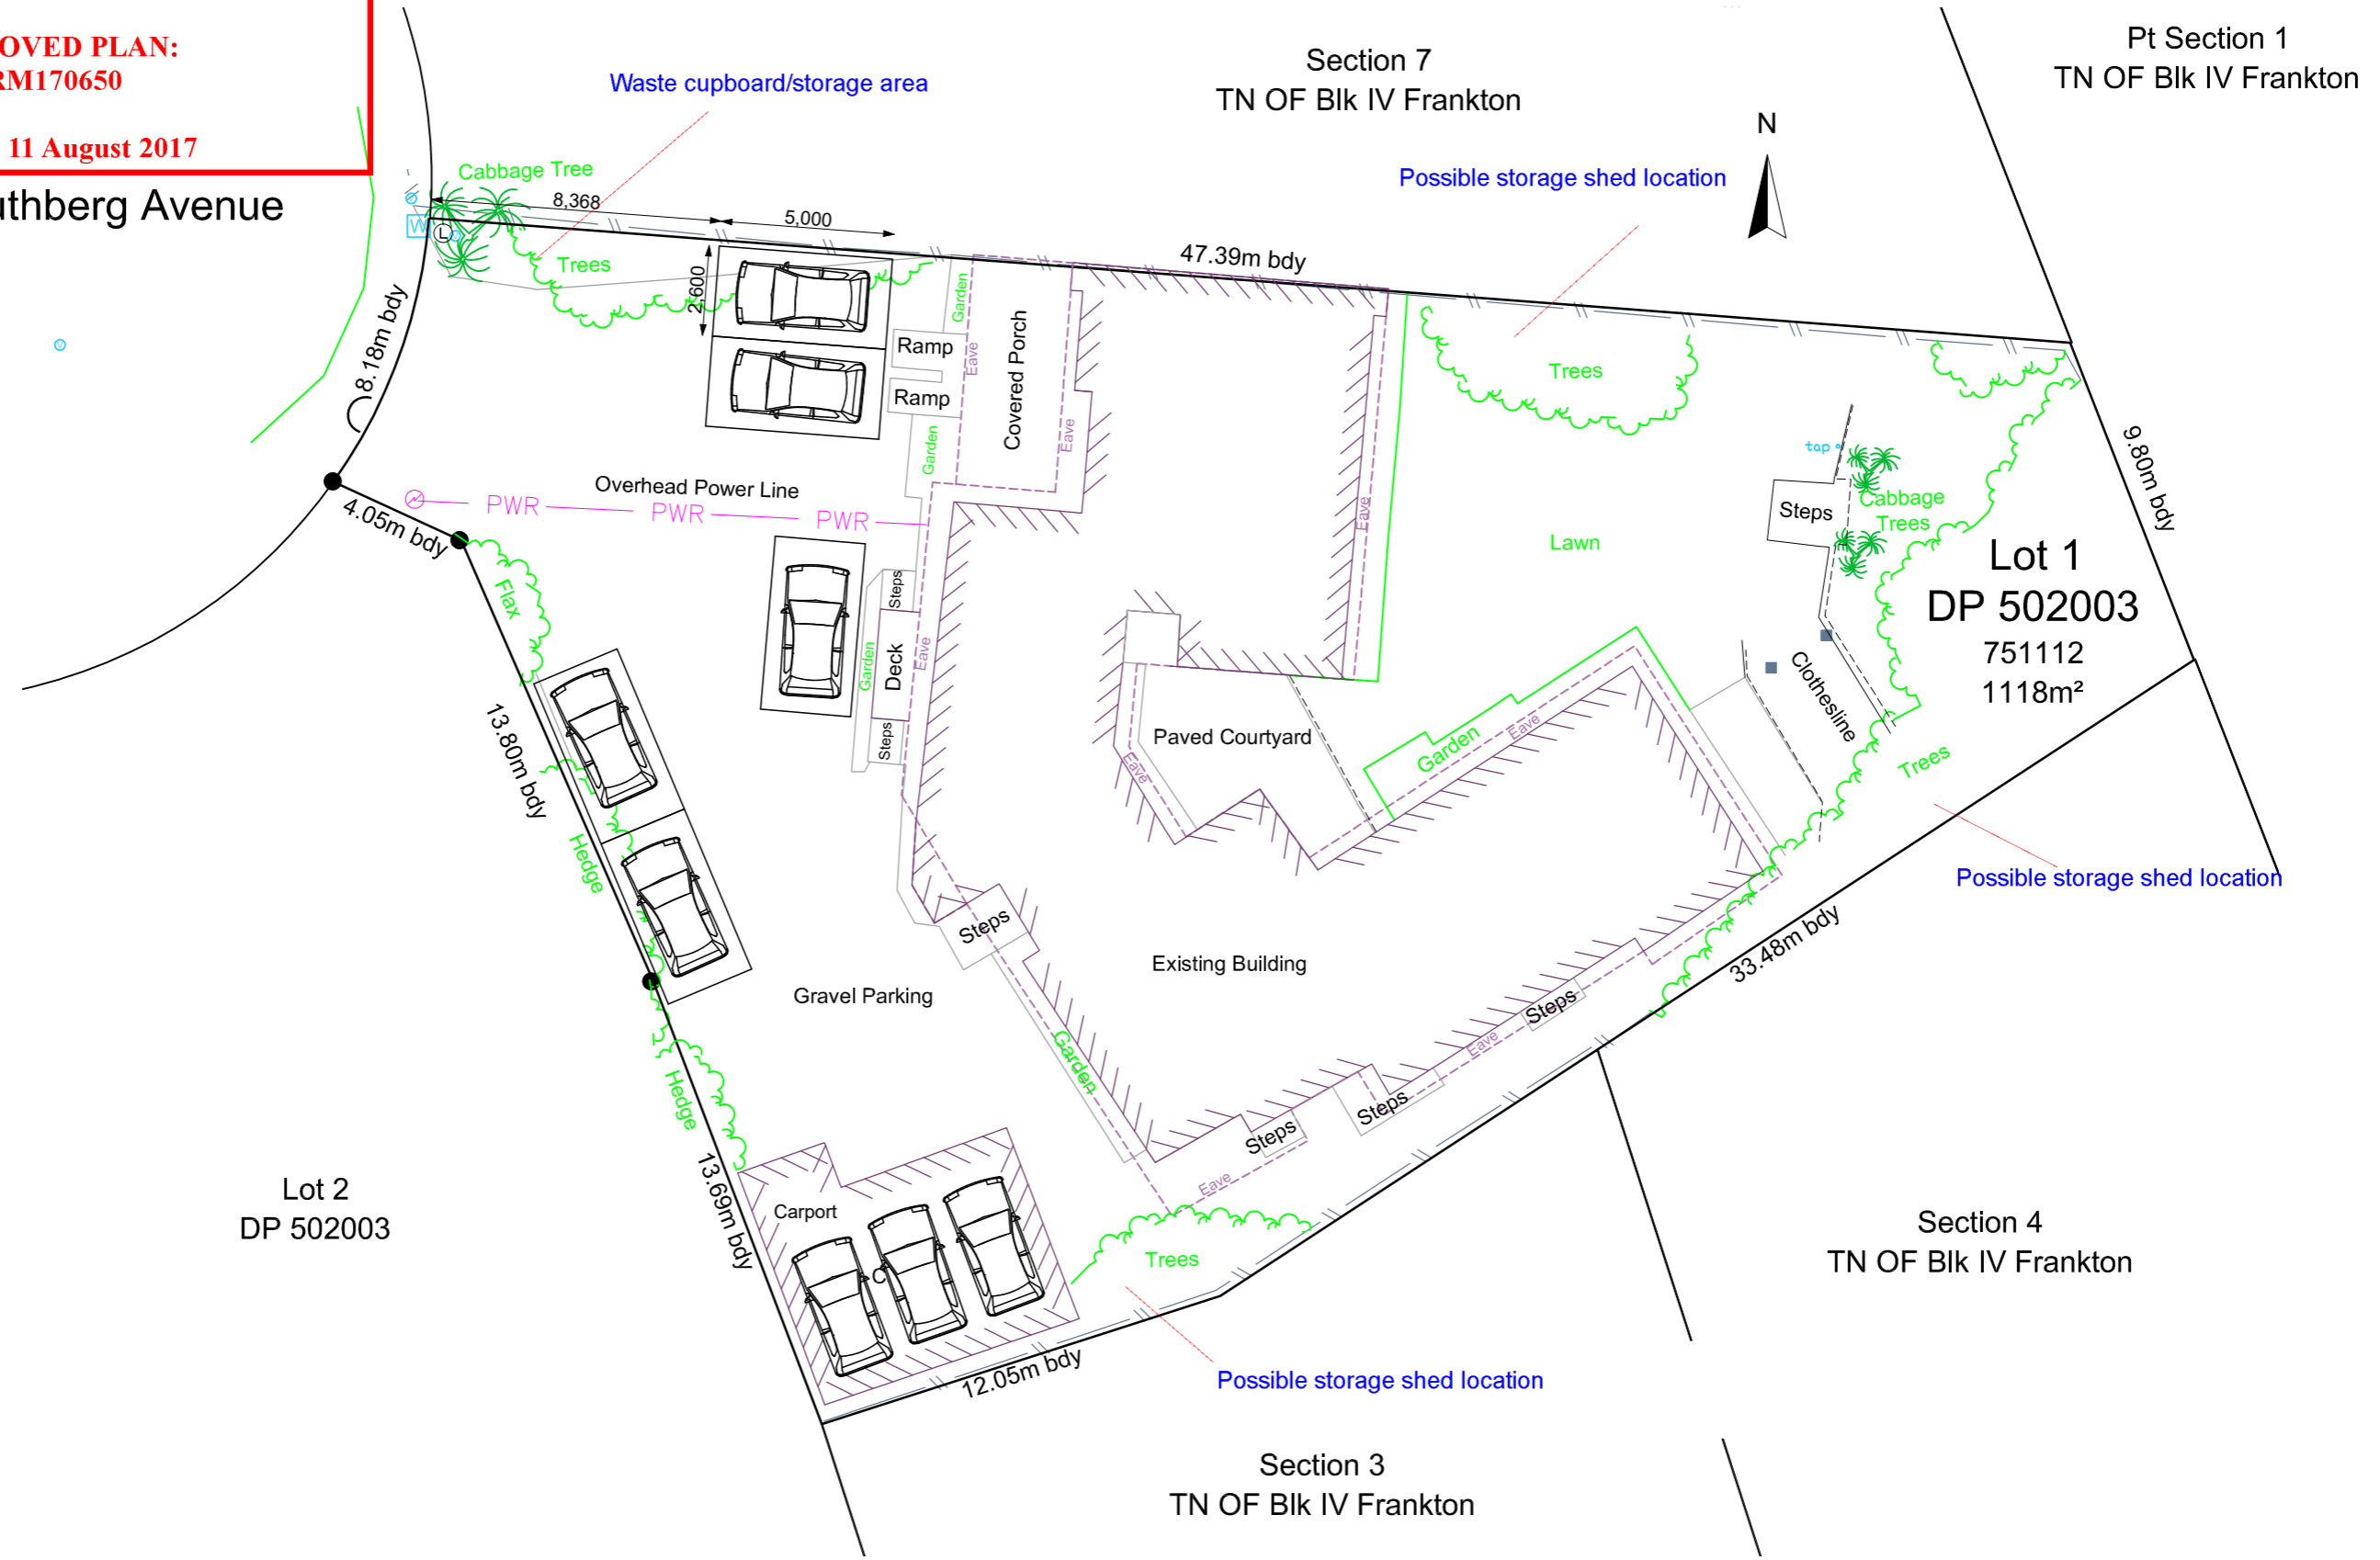 OVED PLAN:
RM170650
11 August 2017
uthberg Avenue
Waste cupboard/storage area
Section 7
TN OF Blk IV Frankton
Pt Section 1
TN OF Blk IV Frankton
N
Possible storage shed location
Cabbage Tree
8,368
5,000
W
L
Trees
2,600
47.39m bdy
8.18m bdy
Garden
Ramp
Ramp
Eave
Covered Porch
Eave
Garden
Trees
tap
Steps
Cabbage
Trees
9.80m bdy
Overhead Power Line
PWR
PWR
PWR
4.05m bdy
Eave
Lawn
Lot 1
DP 502003
751112
1118m²
Flax
Steps
Deck
Garden
Eave
Steps
Clothesline
13.80m bdy
Paved Courtyard
Eave
Garden
Eave
Trees
Hedge
Possible storage shed location
Steps
33.48m bdy
Existing Building
Gravel Parking
Steps
Garden
Eave
Hedge
Steps
Steps
13.69m bdy
Eave
Carport
C
Trees
Lot 2
DP 502003
Section 4
TN OF Blk IV Frankton
12.05m bdy
Possible storage shed location
Section 3
TN OF Blk IV Frankton